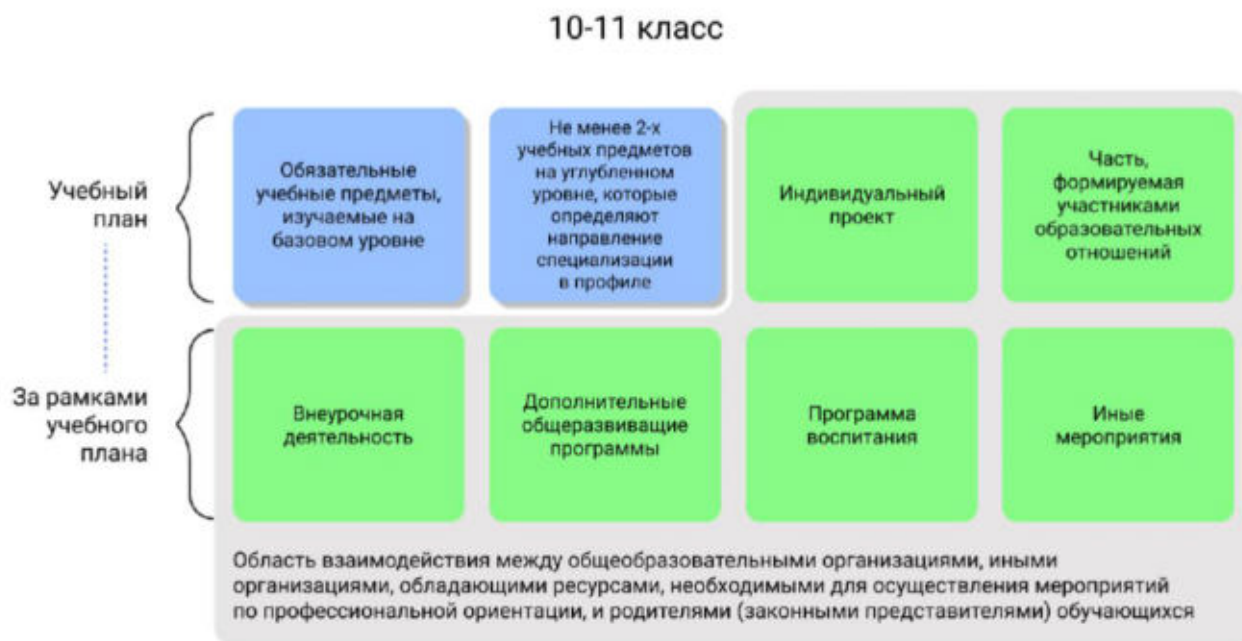 10-11 класс
Учебный
план
Обязательные
учебные предметы,
изучаемые на
базовом уровне
Не менее 2-х
учебных предметов
на углубленном
уровне, которые
определяют
направление
специализации
в профиле
Индивидуальный
проект
Часть,
формируемая
участниками
образовательных
отношений
За рамками
учебного
плана
Внеурочная
деятельность
Дополнительные
общеразвиващие
программы
Программа
воспитания
Иные
мероприятия
Область взаимодействия между общеобразовательными организациями, иными
организациями, обладающими ресурсами, необходимыми для осуществления мероприятий
по профессиональной ориентации, и родителями (законными представителями) обучающихся